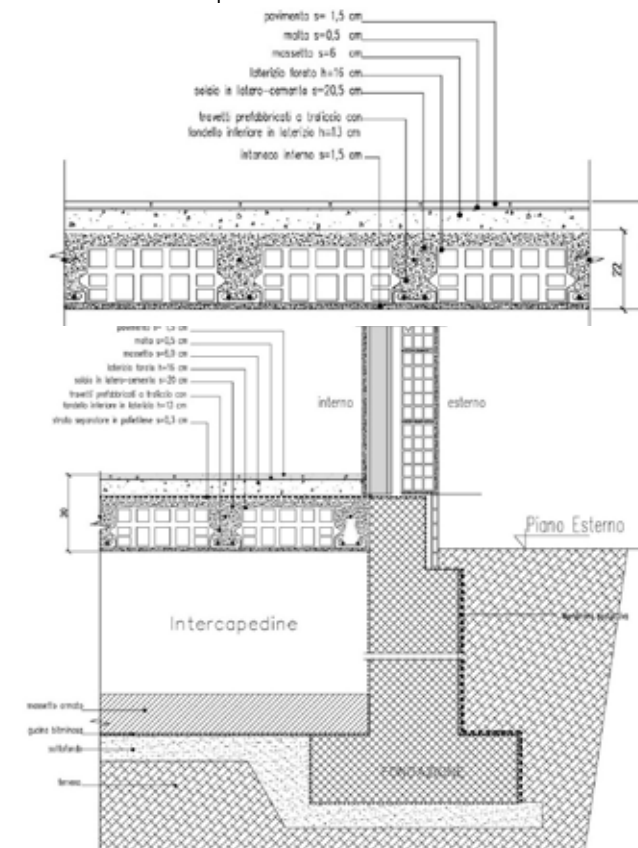 pavimento s= 1,5 cm
malta s=0,5 cm
massetto s=6 cm
laterizio forato h=16 cm
solaio in latero-cemento s=20,5 cm
travetti prefabbricati a traliccio con
fondello inferiore in laterizio h=13 cm
intonaco interno s=1,5 cm
22
pavimento s= 1,5 cm
malta s=0,5 cm
massetto s=6,0 cm
laterizio forato h=16 cm
solaio in latero-cemento s=20 cm
travetti prefabbricati a traliccio con
fondello inferiore in laterizio h=13 cm
strato separatore in polietilene s=0,3 cm
interno
esterno
30
Piano Esterno
Intercapedine
massetto armato
guaina bituminosa
sottofondo
FONDAZIONE
terreno